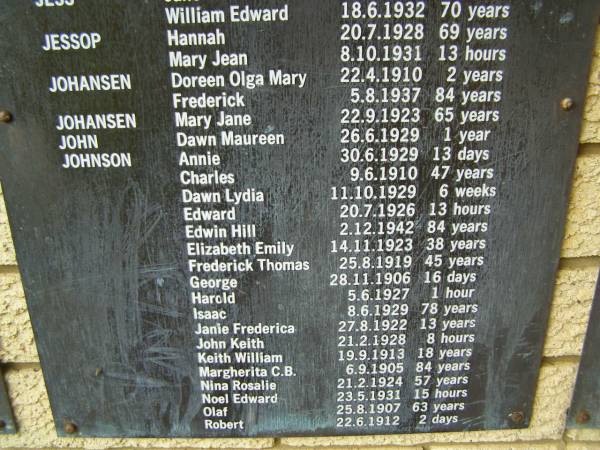 William Edward 18.6.1932 70 years
JESSOP Hannah 20.7.1928 69 years
Mary Jean 8.10.1931 13 hours
JOHANSEN Doreen Olga Mary 22.4.1910 2 years
Frederick 5.8.1937 84 years
JOHANSEN Mary Jane 22.9.1923 65 years
JOHN Dawn Maureen 26.6.1929 1 year
JOHNSON Annie 30.6.1929 13 days
Charles 9.6.1910 47 years
Dawn Lydia 11.10.1929 6 weeks
Edward 20.7.1926 13 hours
Edwin Hill 2.12.1942 84 years
Elizabeth Emily 14.11.1923 38 years
Frederick Thomas 25.8.1919 45 years
George 28.11.1906 16 days
Harold 5.6.1927 1 hour
Isaac 8.6.1929 78 years
Janie Frederica 27.8.1922 13 years
John Keith 21.2.1928 8 hours
Keith William 19.9.1913 18 years
Margherita C.B. 6.9.1905 84 years
Nina Rosalie 21.2.1924 57 years
Noel Edward 23.5.1931 15 hours
Olaf 25.8.1907 63 years
Robert 22.6.1912 2 days